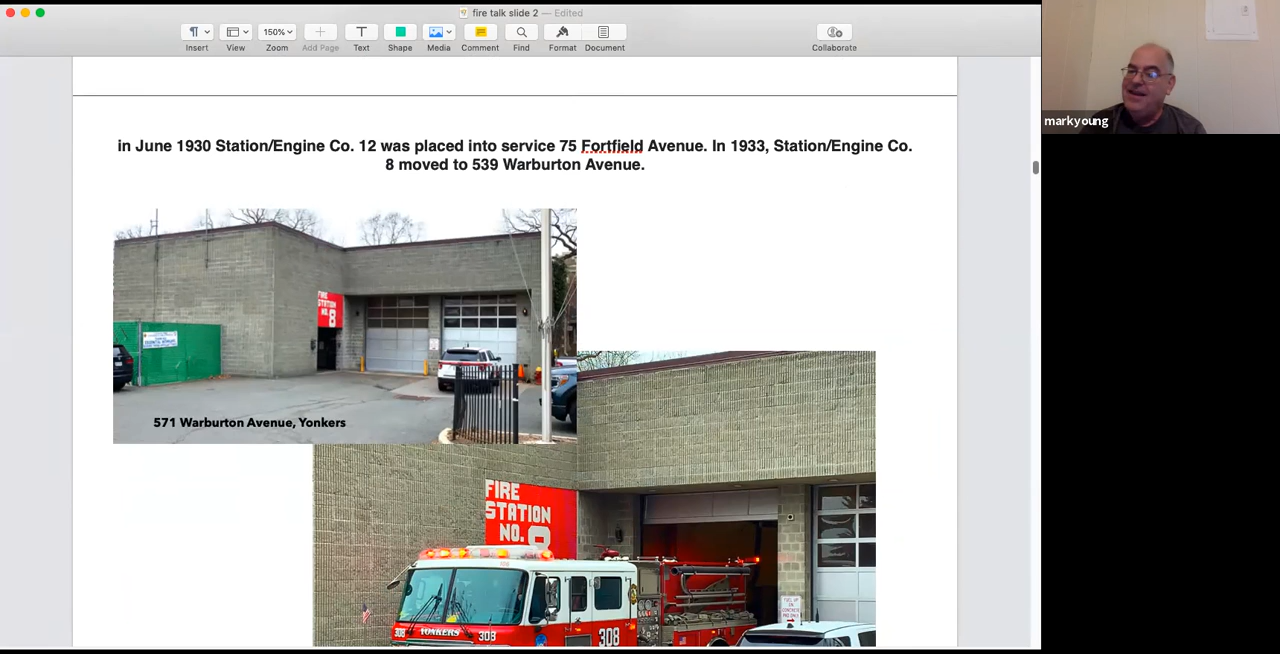 fire talk slide 2 — Edited
150%
Insert View Zoom Add Page Text Shape Media Comment Find Format Document Collaborate
markyoung
in June 1930 Station/Engine Co. 12 was placed into service 75 Fortfield Avenue. In 1933, Station/Engine Co.
8 moved to 539 Warburton Avenue.
FIRE
STATION
NO. 8
571 Warburton Avenue, Yonkers
FIRE
STATION
NO. 8
308 YONKERS 308
308